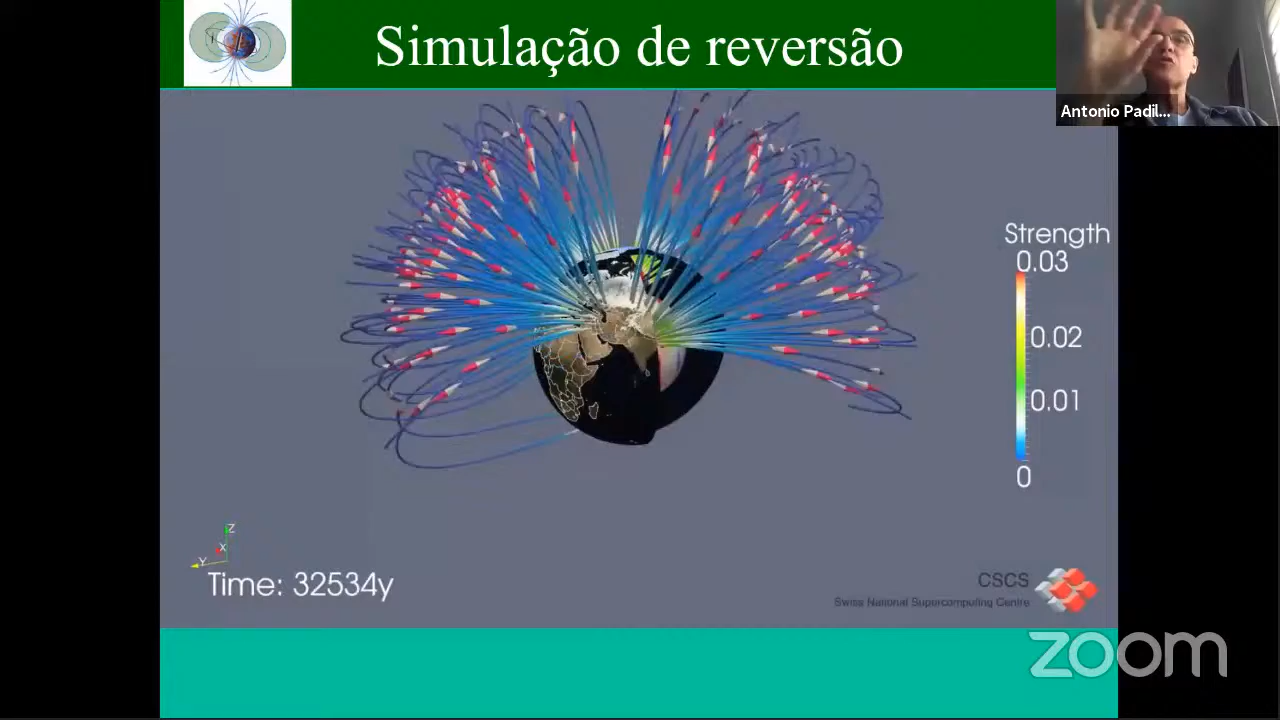 Simulação de reversão
Antonio Padil...
Strength
0.03
0.02
0.01
0
Z
X
Y
Time: 32534y
CSCS
Swiss National Supercomputing Centre
zoom